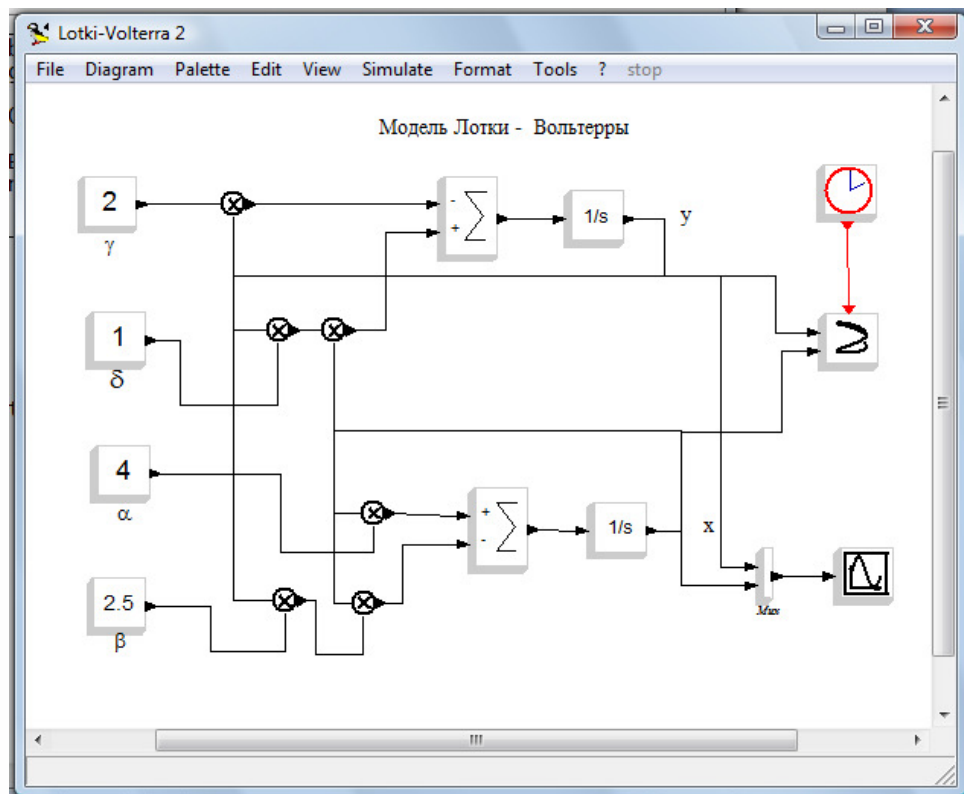 Lotki-Volterra 2
File Diagram Palette Edit View Simulate Format Tools ? stop
Модель Лотки - Вольтерры
2
γ
-
+
1/s
y
1
δ
4
α
+
-
1/s
x
2.5
β
Mux